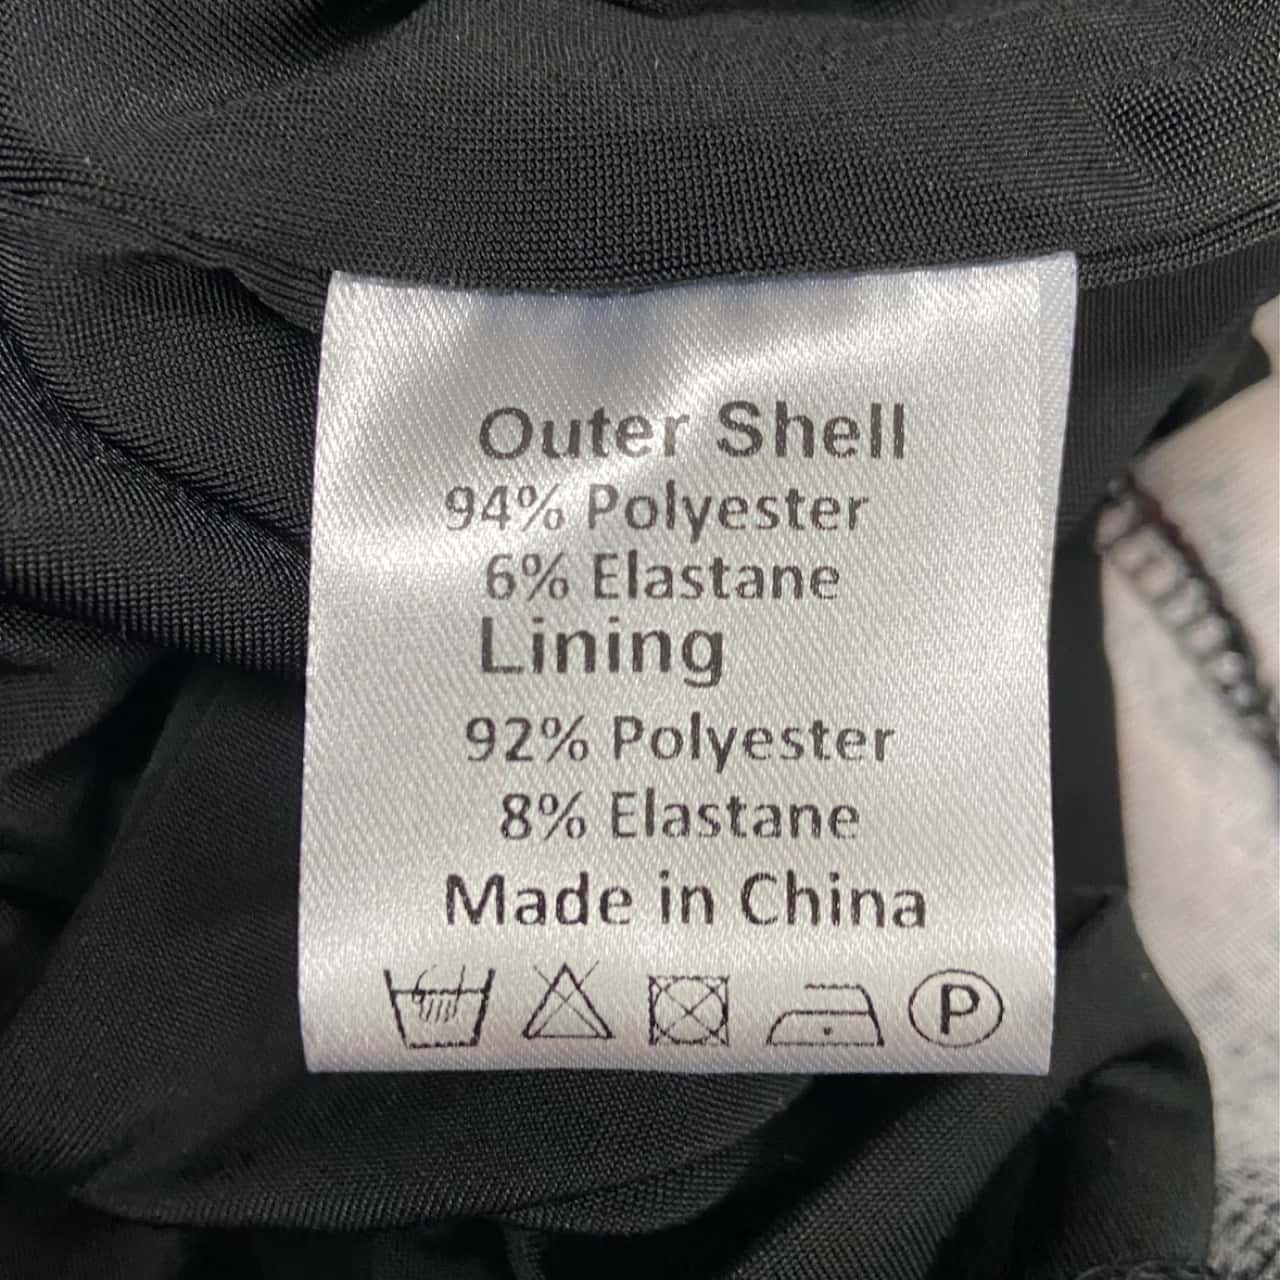 Outer Shell
94% Polyester
6% Elastane
Lining
92% Polyester
8% Elastane
Made in China
P